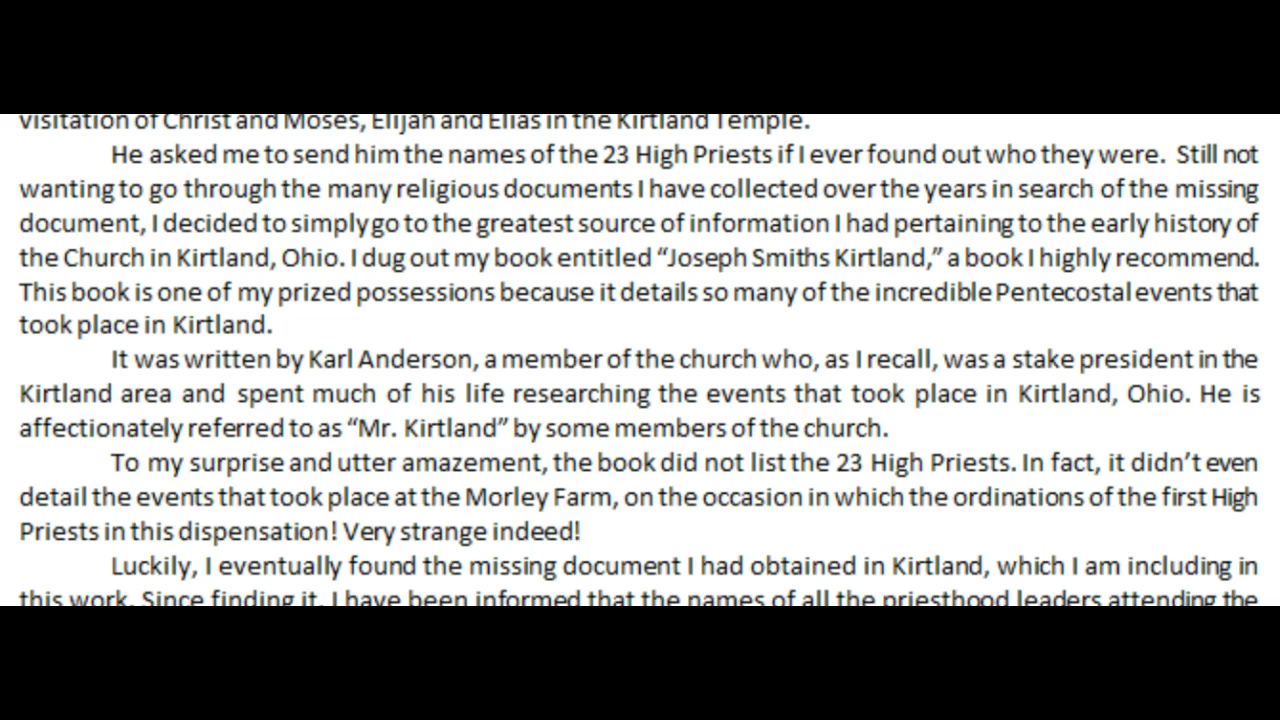 visitation of Christ and Moses, Elijah and Elias in the Kirtland Temple.
He asked me to send him the names of the 23 High Priests if I ever found out who they were. Still not
wanting to go through the many religious documents I have collected over the years in search of the missing
document, I decided to simply go to the greatest source of information I had pertaining to the early history of
the Church in Kirtland, Ohio. I dug out my book entitled “Joseph Smiths Kirtland,” a book I highly recommend.
This book is one of my prized possessions because it details so many of the incredible Pentecostal events that
took place in Kirtland.
It was written by Karl Anderson, a member of the church who, as I recall, was a stake president in the
Kirtland area and spent much of his life researching the events that took place in Kirtland, Ohio. He is
affectionately referred to as “Mr. Kirtland” by some members of the church.
To my surprise and utter amazement, the book did not list the 23 High Priests. In fact, it didn’t even
detail the events that took place at the Morley Farm, on the occasion in which the ordinations of the first High
Priests in this dispensation! Very strange indeed!
Luckily, I eventually found the missing document I had obtained in Kirtland, which I am including in
this work. Since finding it, I have been informed that the names of all the priesthood leaders attending the